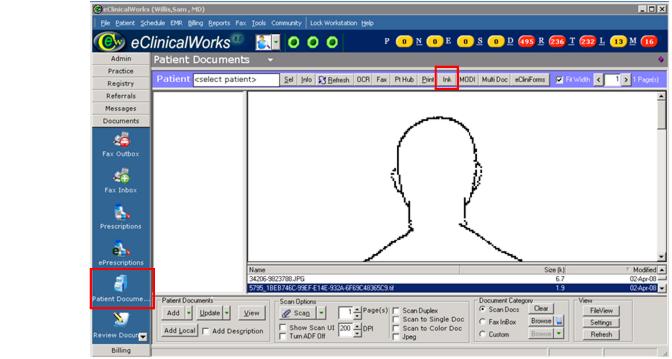 eClinicalWorks (Willis,Sam , MD)
File Patient Schedule EMR Billing Reports Fax Tools Community Lock Workstation Help
eW eClinicalWorks P 0 N 0 E 0 S 0 D 495 R 236 T 232 L 13 M 16
Admin
Patient Documents
Practice
Patient <select patient> Sel Info Refresh OCR Fax Pt Hub Print Ink MODI Multi Doc eCliniForms Fit Width < 1 > 1 Page(s)
Registry
Referrals
Messages
Documents
Fax Outbox
Fax Inbox
Prescriptions
ePrescriptions
Patient Docume...
Review Docum
Billing
Name Size (k) Modified
34206-9823788.JPG 6.7 02-Apr-08
5795_1BEB746C-99EF-E14E-932A-6F69C48365C9.tif 1.9 02-Apr-08
Patient Documents Scan Options Document Category View
Add Update View Scan 1 Page(s) Scan Duplex Scan Docs Clear FileView
Scan to Single Doc Fax InBox Browse Settings
Add Local Add Description Show Scan UI 200 DPI Scan to Color Doc Custom Browse Refresh
Turn ADF Off Jpeg